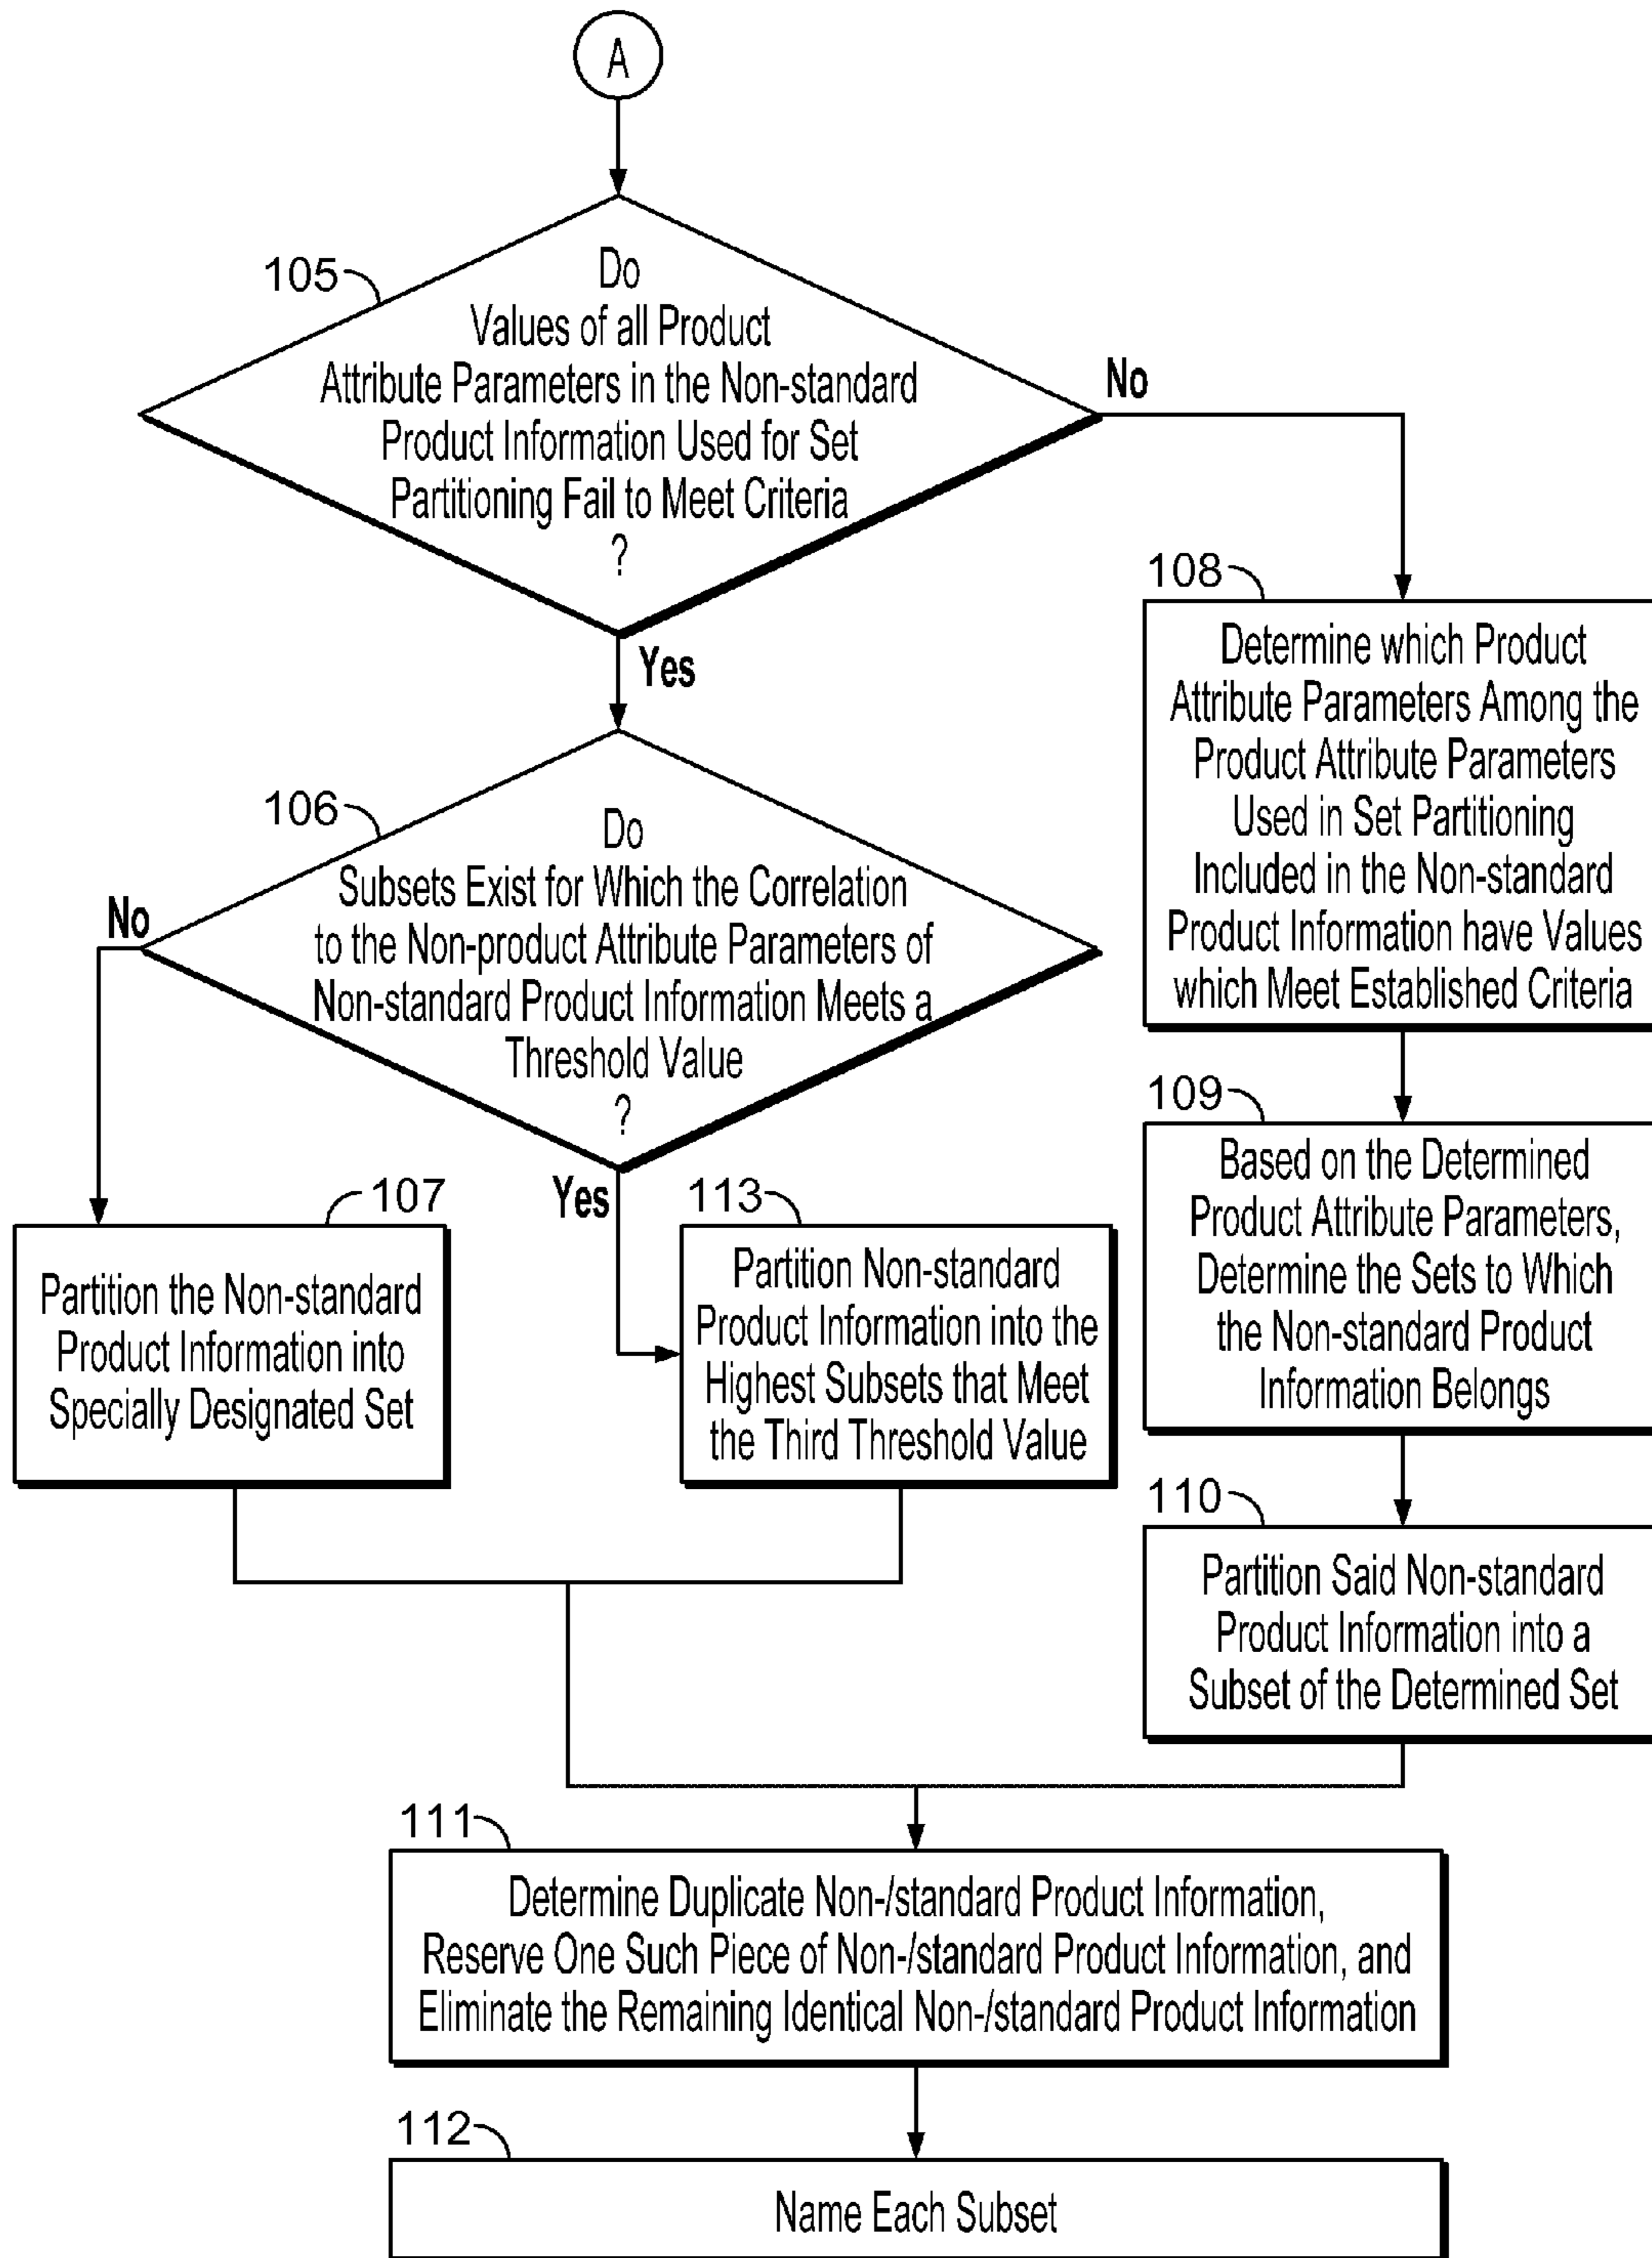 A
105
Do
Values of all Product
Attribute Parameters in the Non-standard
Product Information Used for Set
Partitioning Fail to Meet Criteria
?
No
Yes
108
Determine which Product
Attribute Parameters Among the
Product Attribute Parameters
Used in Set Partitioning
Included in the Non-standard
Product Information have Values
which Meet Established Criteria
106
Do
Subsets Exist for Which the Correlation
to the Non-product Attribute Parameters of
Non-standard Product Information Meets a
Threshold Value
?
No
Yes
109
Based on the Determined
Product Attribute Parameters,
Determine the Sets to Which
the Non-standard Product
Information Belongs
107
Partition the Non-standard
Product Information into
Specially Designated Set
113
Partition Non-standard
Product Information into the
Highest Subsets that Meet
the Third Threshold Value
110
Partition Said Non-standard
Product Information into a
Subset of the Determined Set
111
Determine Duplicate Non-/standard Product Information,
Reserve One Such Piece of Non-/standard Product Information, and
Eliminate the Remaining Identical Non-/standard Product Information
112
Name Each Subset